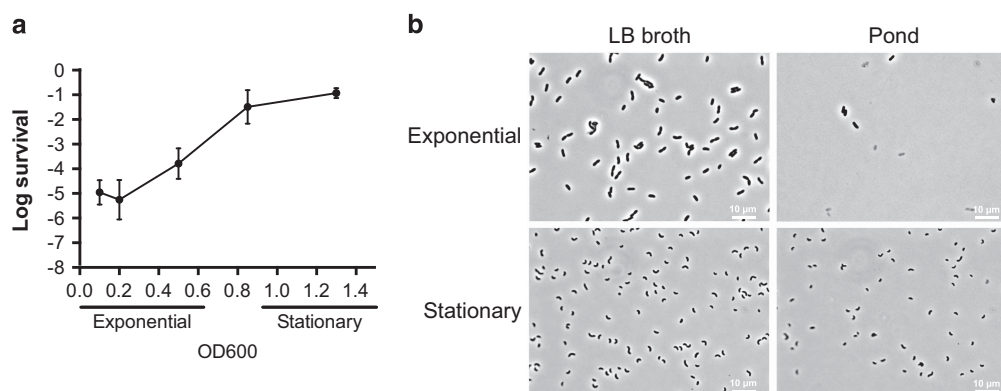 a
Log survival
0
-1
-2
-3
-4
-5
-6
-7
-8
0.0 0.2 0.4 0.6 0.8 1.0 1.2 1.4
Exponential Stationary
OD600
b
LB broth Pond
Exponential
10 µm 10 µm
Stationary
10 µm 10 µm